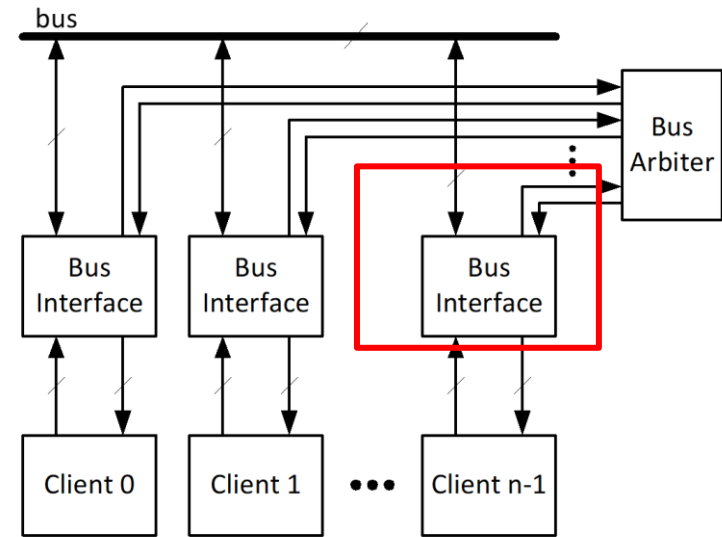 bus
Bus
Arbiter
Bus
Interface
Bus
Interface
Bus
Interface
Client 0
Client 1
Client n-1